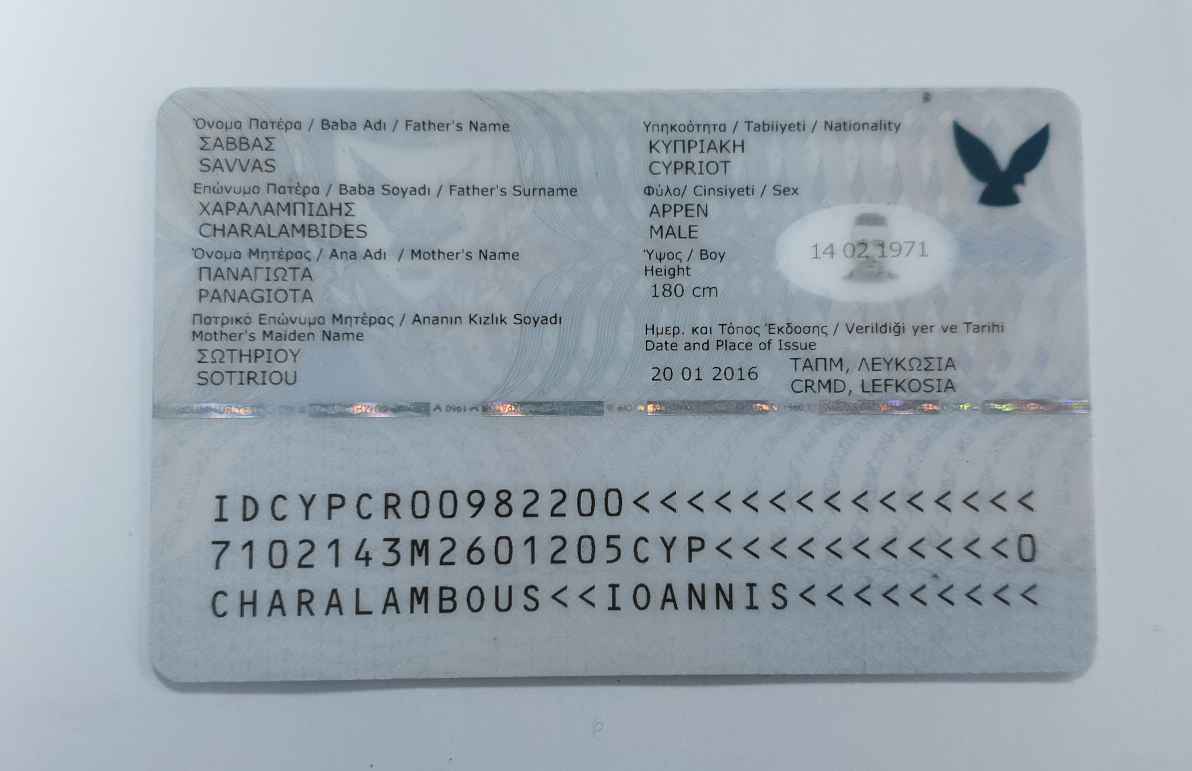 Όνομα Πατέρα / Baba Adı / Father's Name
ΣΑΒΒΑΣ
SAVVAS
Επώνυμο Πατέρα / Baba Soyadı / Father's Surname
ΧΑΡΑΛΑΜΠΙΔΗΣ
CHARALAMBIDES
Όνομα Μητέρας / Ana Adı / Mother's Name
ΠΑΝΑΓΙΩΤΑ
PANAGIOTA
Πατρικό Επώνυμο Μητέρας / Ananın Kızlık Soyadı
Mother's Maiden Name
ΣΩΤΗΡΙΟΥ
SOTIRIOU
Υπηκοότητα / Tabiiyeti / Nationality
ΚΥΠΡΙΑΚΗ
CYPRIOT
Φύλο/ Cinsiyeti / Sex
ΑΡΡΕΝ
MALE
Ύψος / Boy
Height
180 cm
14 02 1971
Ημερ. και Τόπος Έκδοσης / Verildiği yer ve Tarihi
Date and Place of Issue
20 01 2016
ΤΑΠΜ, ΛΕΥΚΩΣΙΑ
CRMD, LEFKOSIA
IDCYPCR00982200<<<<<<<<<<<<<<<
7102143M2601205CYP<<<<<<<<<<<0
CHARALAMBOUS<<IOANNIS<<<<<<<<<